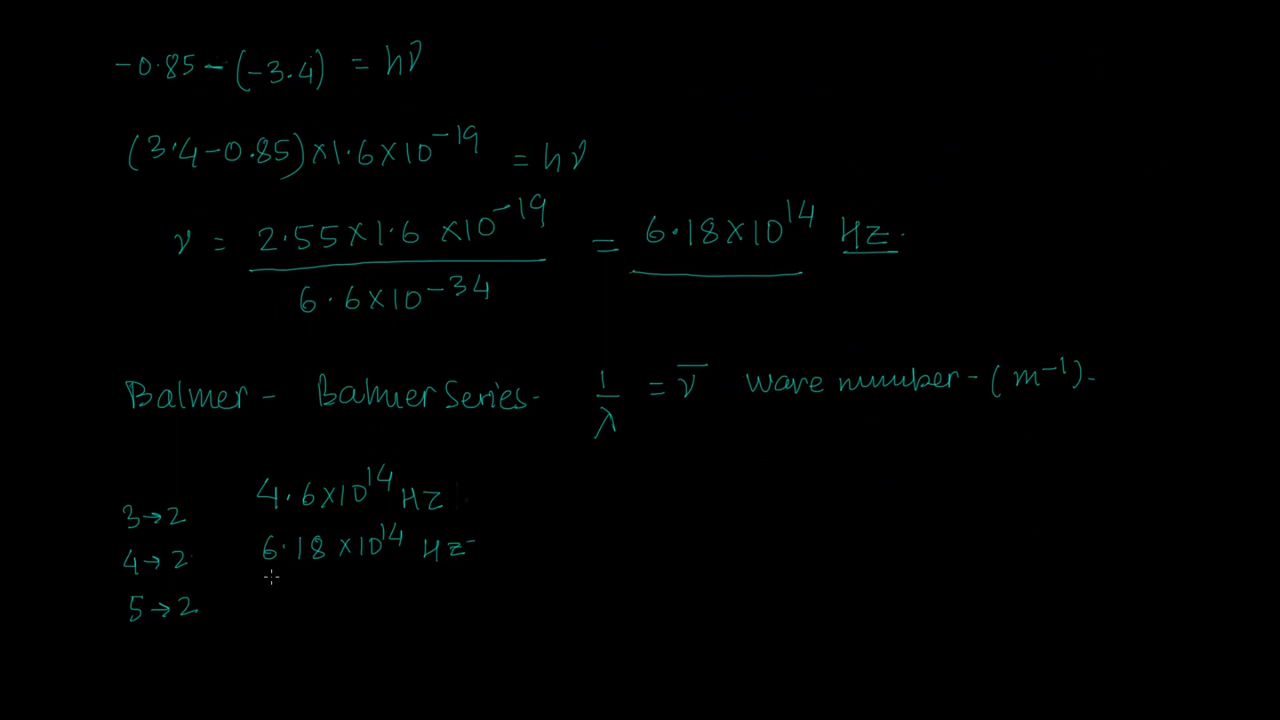 -0.85-(-3.4) = hν
(3.4-0.85)×1.6×10⁻¹⁹ = hν
ν = 2.55×1.6×10⁻¹⁹ / 6.6×10⁻³⁴ = 6.18×10¹⁴ Hz.
Balmer - Balmer Series- 1/λ = ν̅ wave number-(m⁻¹)-
3→2 4.6×10¹⁴ Hz
4→2 6.18×10¹⁴ Hz-
5→2